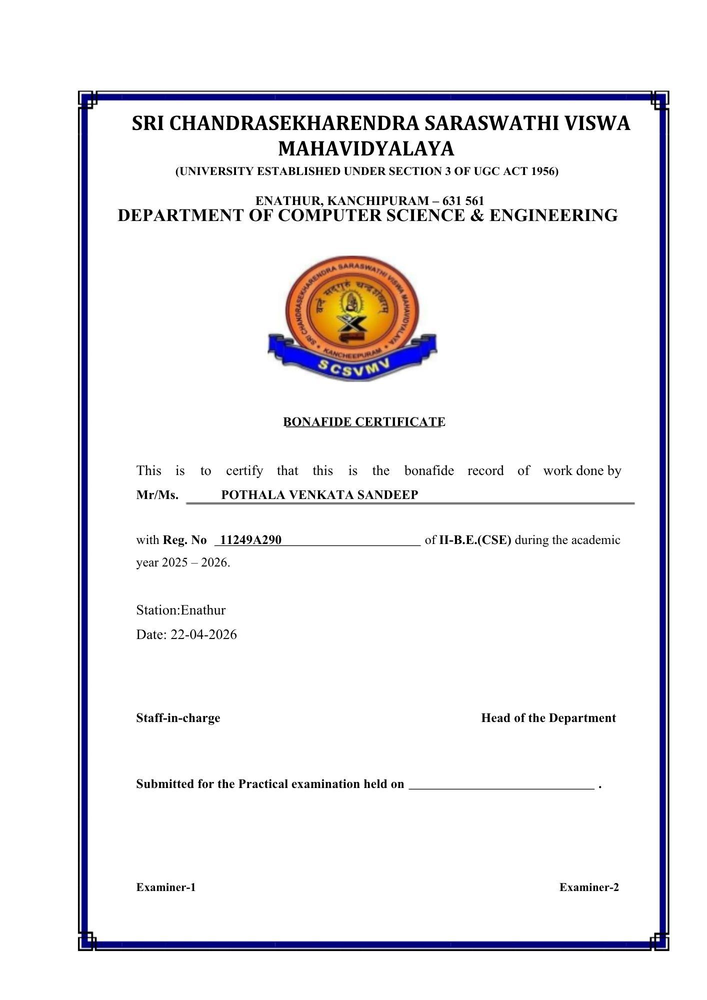 SRI CHANDRASEKHARENDRA SARASWATHI VISWA
MAHAVIDYALAYA
(UNIVERSITY ESTABLISHED UNDER SECTION 3 OF UGC ACT 1956)
ENATHUR, KANCHIPURAM – 631 561
DEPARTMENT OF COMPUTER SCIENCE & ENGINEERING
SRI CHANDRASEKHARENDRA SARASWATHI VISWA MAHAVIDYALAYA
वन्दे सद्गुरुं चन्द्रशेखरम्
• KANCHEEPURAM •
SCSVMV
BONAFIDE CERTIFICATE
This is to certify that this is the bonafide record of work done by
Mr/Ms. POTHALA VENKATA SANDEEP
with Reg. No 11249A290 of II-B.E.(CSE) during the academic
year 2025 – 2026.
Station:Enathur
Date: 22-04-2026
Staff-in-charge Head of the Department
Submitted for the Practical examination held on ____________________ .
Examiner-1 Examiner-2